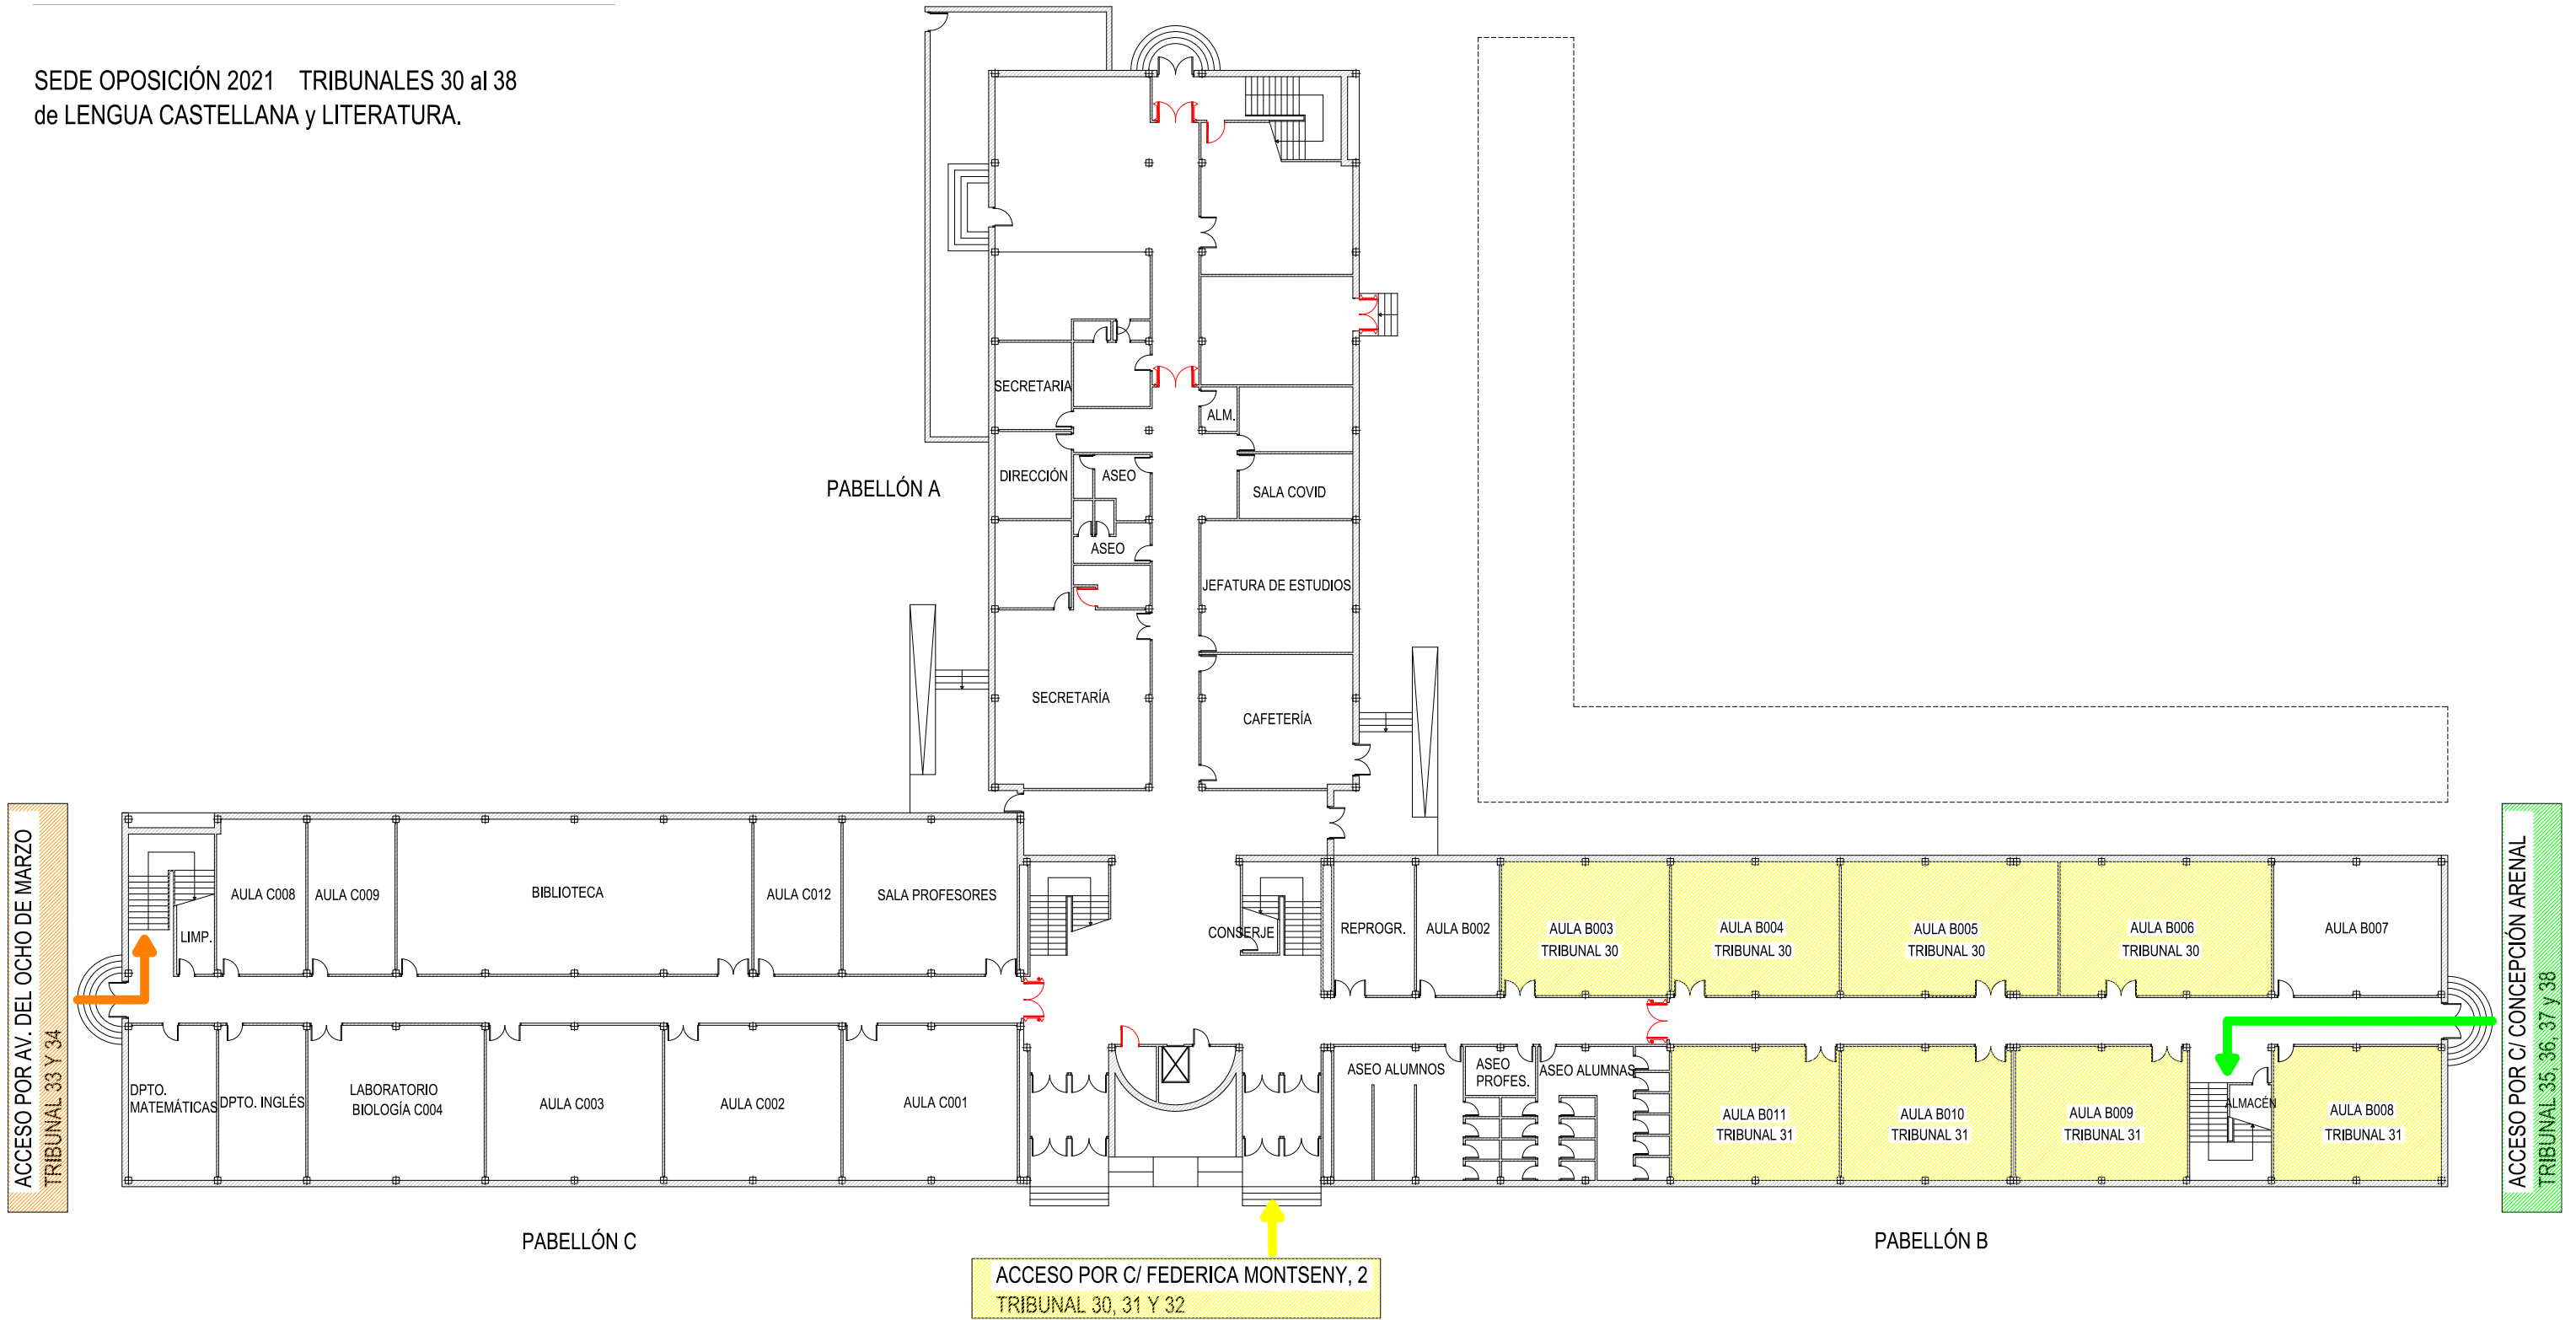 SEDE OPOSICIÓN 2021 TRIBUNALES 30 al 38
de LENGUA CASTELLANA y LITERATURA.
SECRETARIA
ALM.
DIRECCIÓN
ASEO
SALA COVID
PABELLÓN A
ASEO
JEFATURA DE ESTUDIOS
SECRETARÍA
CAFETERÍA
ACCESO POR AV. DEL OCHO DE MARZO
TRIBUNAL 33 Y 34
LIMP.
AULA C008
AULA C009
BIBLIOTECA
AULA C012
SALA PROFESORES
CONSERJE
REPROGR.
AULA B002
AULA B003
TRIBUNAL 30
AULA B004
TRIBUNAL 30
AULA B005
TRIBUNAL 30
AULA B006
TRIBUNAL 30
AULA B007
ACCESO POR C/ CONCEPCIÓN ARENAL
TRIBUNAL 35, 36, 37 y 38
DPTO.
MATEMÁTICAS
DPTO. INGLÉS
LABORATORIO
BIOLOGÍA C004
AULA C003
AULA C002
AULA C001
ASEO ALUMNOS
ASEO
PROFES.
ASEO ALUMNAS
AULA B011
TRIBUNAL 31
AULA B010
TRIBUNAL 31
AULA B009
TRIBUNAL 31
ALMACÉN
AULA B008
TRIBUNAL 31
PABELLÓN C
PABELLÓN B
ACCESO POR C/ FEDERICA MONTSENY, 2
TRIBUNAL 30, 31 Y 32